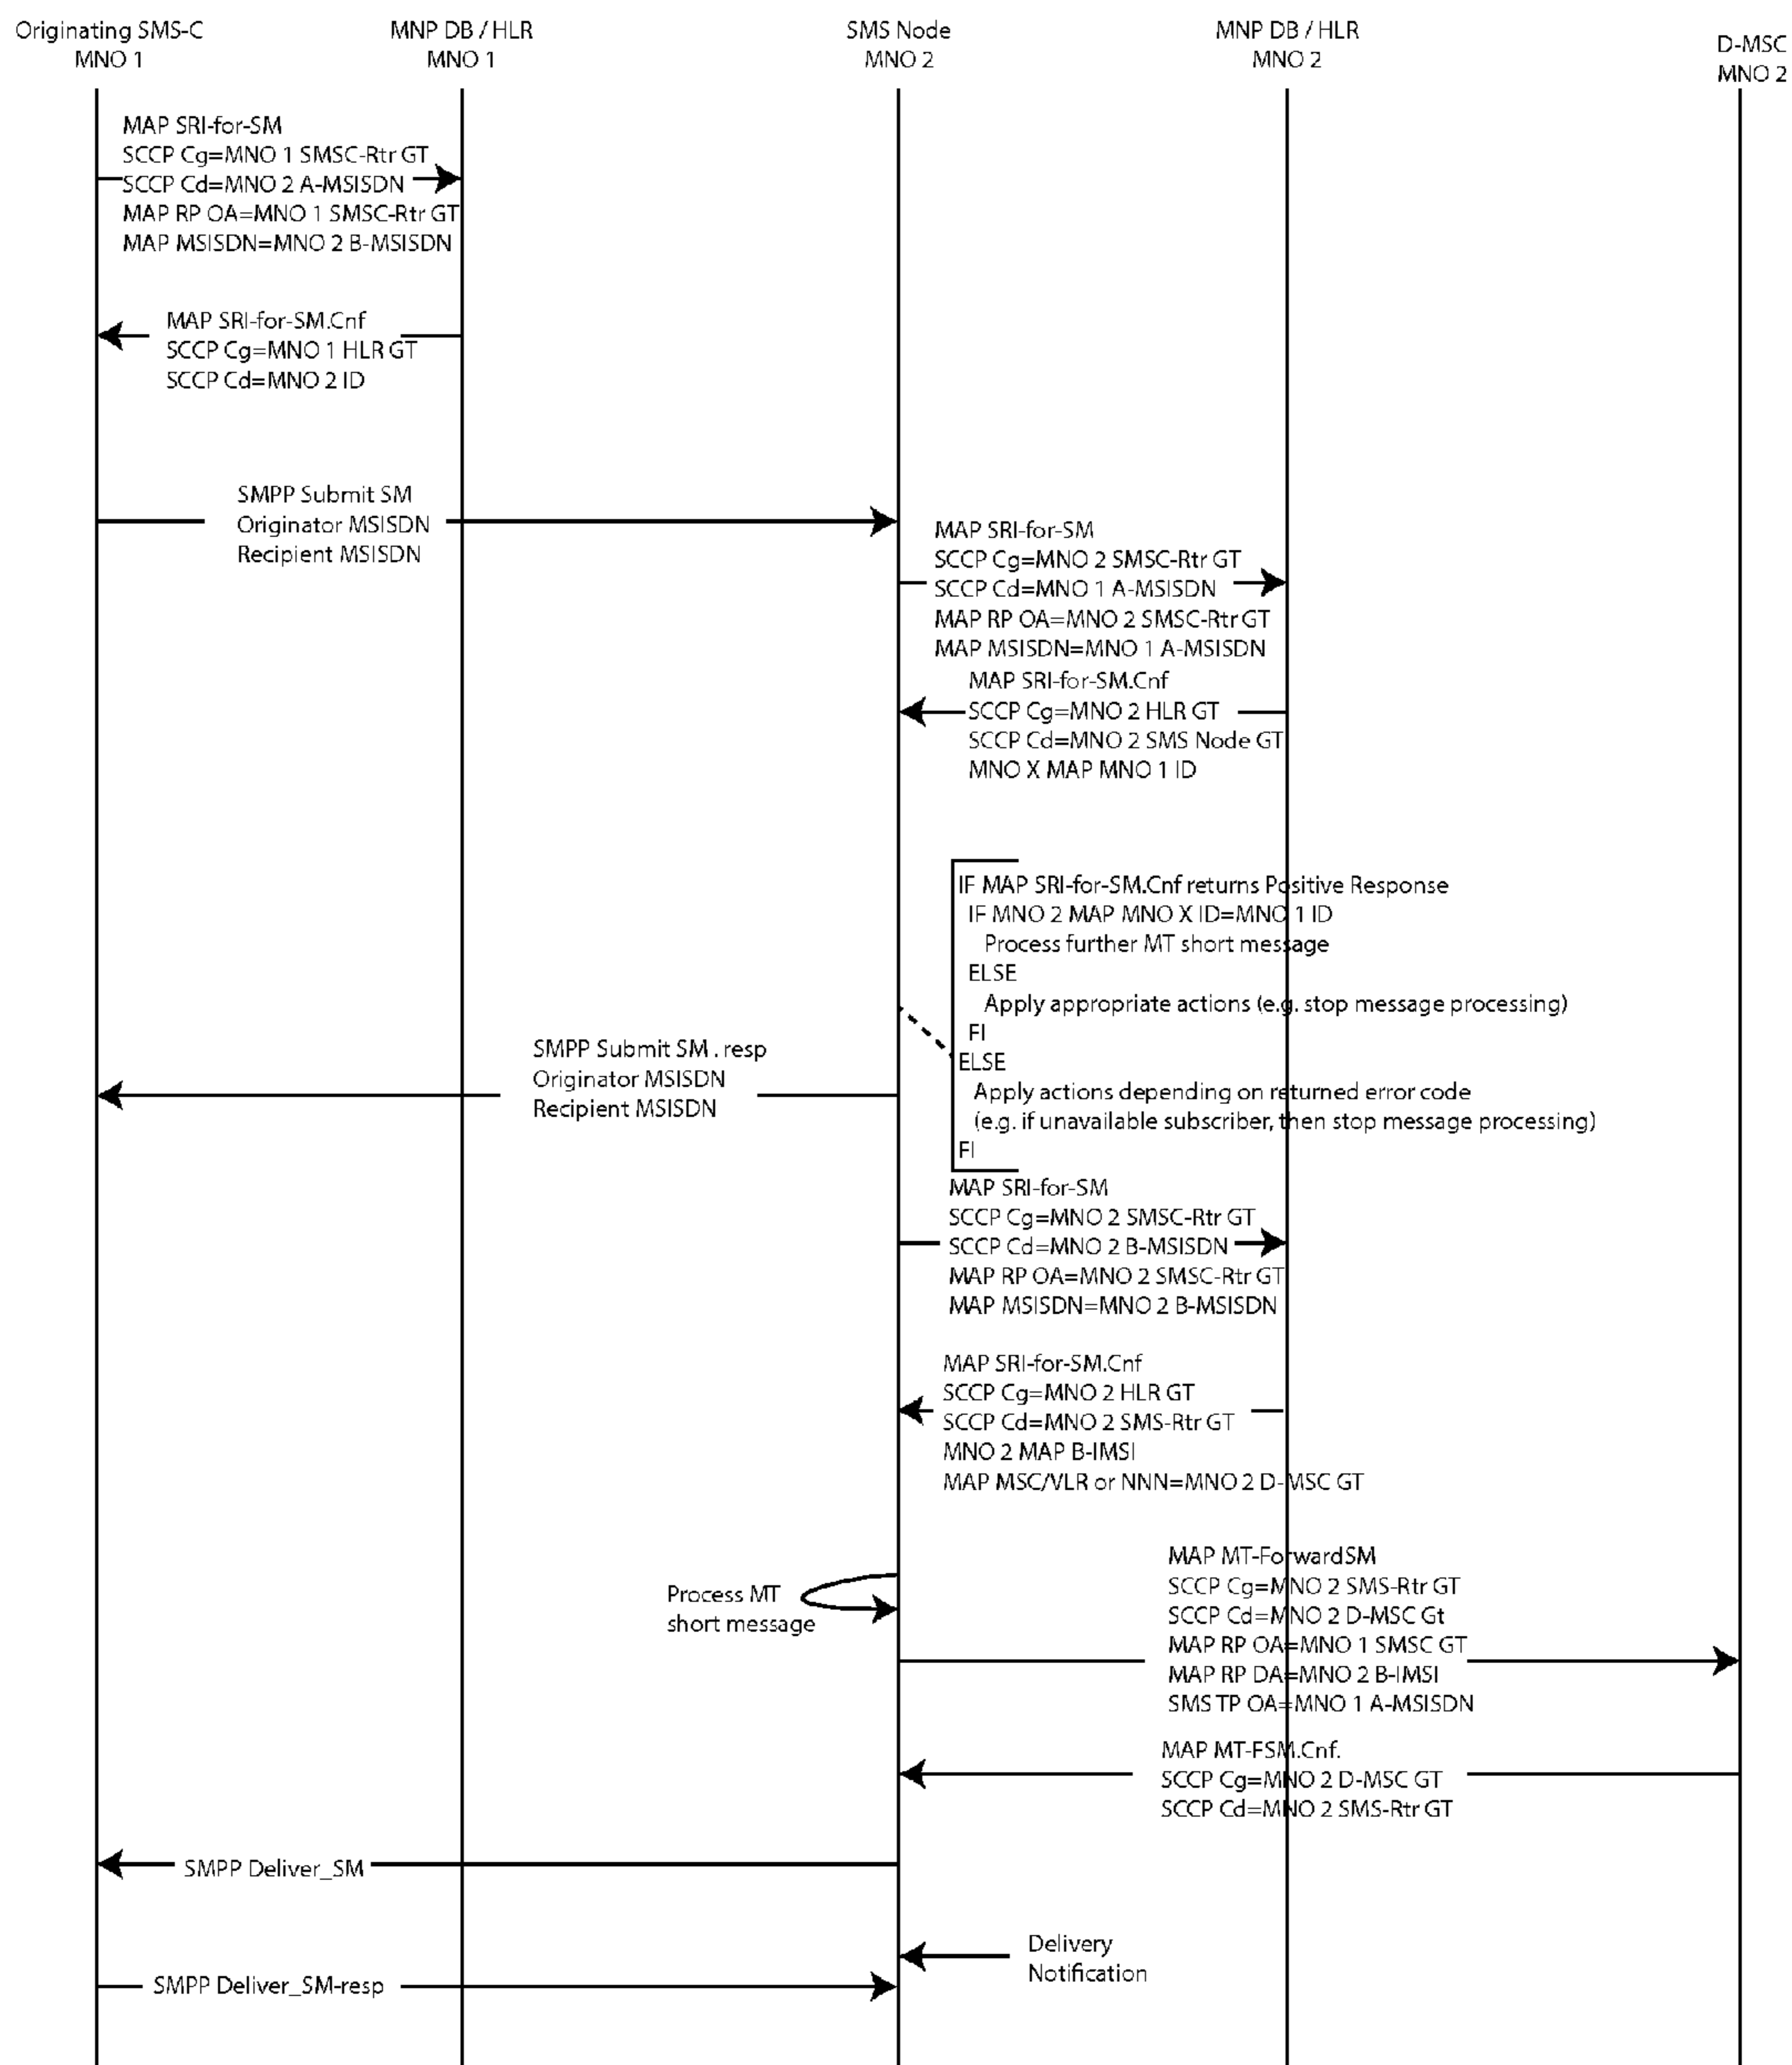 Originating SMS-C
MNO 1
MNP DB / HLR
MNO 1
SMS Node
MNO 2
MNP DB / HLR
MNO 2
D-MSC
MNO 2
MAP SRI-for-SM
SCCP Cg=MNO 1 SMSC-Rtr GT
SCCP Cd=MNO 2 A-MSISDN
MAP RP OA=MNO 1 SMSC-Rtr GT
MAP MSISDN=MNO 2 B-MSISDN
MAP SRI-for-SM.Cnf
SCCP Cg=MNO 1 HLR GT
SCCP Cd=MNO 2 ID
SMPP Submit SM
Originator MSISDN
Recipient MSISDN
MAP SRI-for-SM
SCCP Cg=MNO 2 SMSC-Rtr GT
SCCP Cd=MNO 1 A-MSISDN
MAP RP OA=MNO 2 SMSC-Rtr GT
MAP MSISDN=MNO 1 A-MSISDN
MAP SRI-for-SM.Cnf
SCCP Cg=MNO 2 HLR GT
SCCP Cd=MNO 2 SMS Node GT
MNO X MAP MNO 1 ID
IF MAP SRI-for-SM.Cnf returns Positive Response
IF MNO 2 MAP MNO X ID=MNO 1 ID
Process further MT short message
ELSE
Apply appropriate actions (e.g. stop message processing)
FI
ELSE
Apply actions depending on returned error code
(e.g. if unavailable subscriber, then stop message processing)
FI
SMPP Submit SM . resp
Originator MSISDN
Recipient MSISDN
MAP SRI-for-SM
SCCP Cg=MNO 2 SMSC-Rtr GT
SCCP Cd=MNO 2 B-MSISDN
MAP RP OA=MNO 2 SMSC-Rtr GT
MAP MSISDN=MNO 2 B-MSISDN
MAP SRI-for-SM.Cnf
SCCP Cg=MNO 2 HLR GT
SCCP Cd=MNO 2 SMS-Rtr GT
MNO 2 MAP B-IMSI
MAP MSC/VLR or NNN=MNO 2 D-MSC GT
Process MT
short message
MAP MT-ForwardSM
SCCP Cg=MNO 2 SMS-Rtr GT
SCCP Cd=MNO 2 D-MSC Gt
MAP RP OA=MNO 1 SMSC GT
MAP RP DA=MNO 2 B-IMSI
SMS TP OA=MNO 1 A-MSISDN
MAP MT-FSM.Cnf.
SCCP Cg=MNO 2 D-MSC GT
SCCP Cd=MNO 2 SMS-Rtr GT
SMPP Deliver_SM
Delivery
Notification
SMPP Deliver_SM-resp